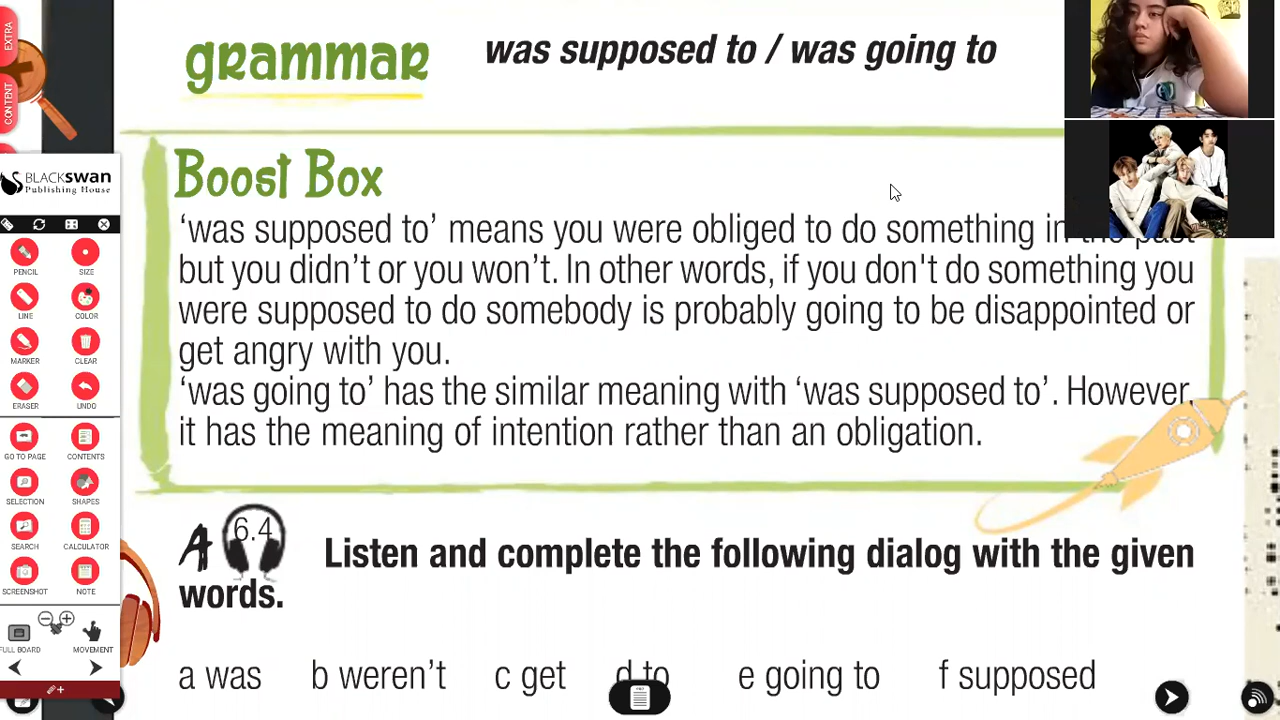 grammar
was supposed to / was going to
Boost Box
‘was supposed to’ means you were obliged to do something in the past
but you didn’t or you won’t. In other words, if you don't do something you
were supposed to do somebody is probably going to be disappointed or
get angry with you.
‘was going to’ has the similar meaning with ‘was supposed to’. However,
it has the meaning of intention rather than an obligation.
A 6.4 Listen and complete the following dialog with the given
words.
a was b weren’t c get d to e going to f supposed
EXTRA
CONTENT
BLACKSWAN
Publishing House
PENCIL SIZE
LINE COLOR
MARKER CLEAR
ERASER UNDO
GO TO PAGE CONTENTS
SELECTION SHAPES
SEARCH CALCULATOR
SCREENSHOT NOTE
FULL BOARD MOVEMENT